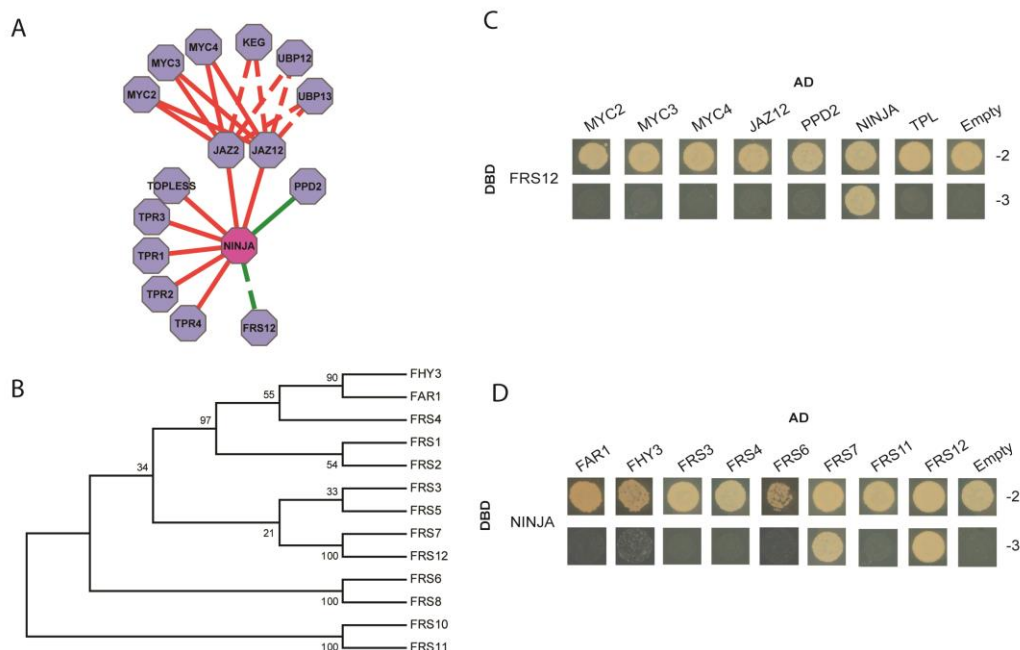 A
MYC2
MYC3
MYC4
KEG
UBP12
UBP13
JAZ2
JAZ12
TOPLESS
PPD2
TPR3
TPR1
NINJA
TPR2
TPR4
FRS12
B
FHY3
FAR1
FRS4
FRS1
FRS2
FRS3
FRS5
FRS7
FRS12
FRS6
FRS8
FRS10
FRS11
90
55
97
54
34
33
21
100
100
100
C
AD
MYC2 MYC3 MYC4 JAZ12 PPD2 NINJA TPL Empty
DBD
FRS12
-2
-3
D
AD
FAR1 FHY3 FRS3 FRS4 FRS6 FRS7 FRS11 FRS12 Empty
DBD
NINJA
-2
-3